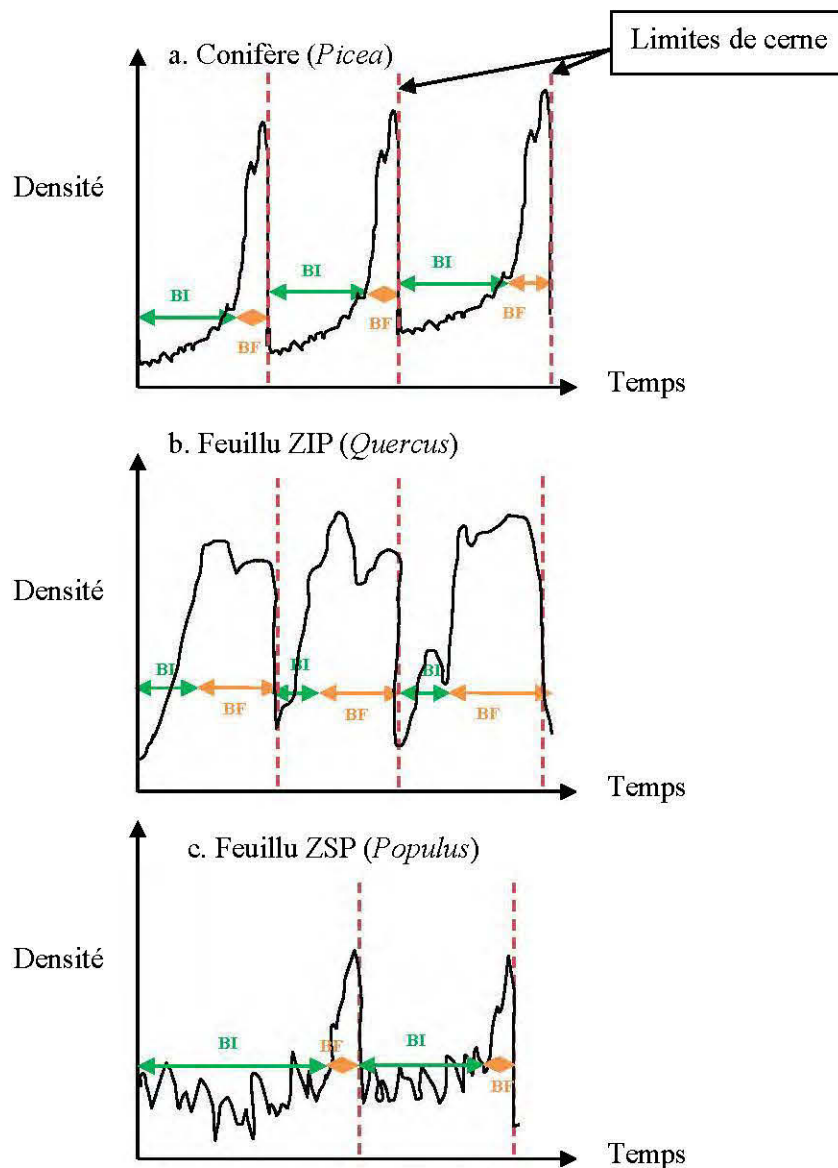 Limites de cerne
a. Conifère (Picea)
Densité
BI
BI
BI
BF
BF
BF
Temps
b. Feuillu ZIP (Quercus)
Densité
BI
BI
BI
BF
BF
BF
Temps
c. Feuillu ZSP (Populus)
Densité
BI
BF
BI
BF
Temps